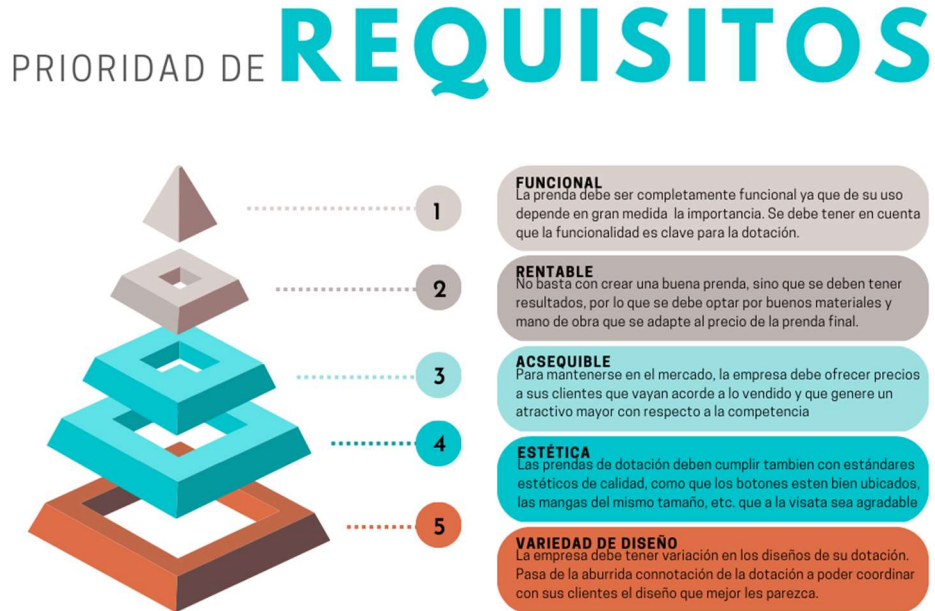 PRIORIDAD DE REQUISITOS
1
FUNCIONAL
La prenda debe ser completamente funcional ya que de su uso
depende en gran medida la importancia. Se debe tener en cuenta
que la funcionalidad es clave para la dotación.
2
RENTABLE
No basta con crear una buena prenda, sino que se deben tener
resultados, por lo que se debe optar por buenos materiales y
mano de obra que se adapte al precio de la prenda final.
3
ACSEQUIBLE
Para mantenerse en el mercado, la empresa debe ofrecer precios
a sus clientes que vayan acorde a lo vendido y que genere un
atractivo mayor con respecto a la competencia
4
ESTÉTICA
Las prendas de dotación deben cumplir tambien con estándares
estéticos de calidad, como que los botones esten bien ubicados,
las mangas del mismo tamaño, etc. que a la visata sea agradable
5
VARIEDAD DE DISEÑO
La empresa debe tener variación en los diseños de su dotación.
Pasa de la aburrida connotación de la dotación a poder coordinar
con sus clientes el diseño que mejor les parezca.